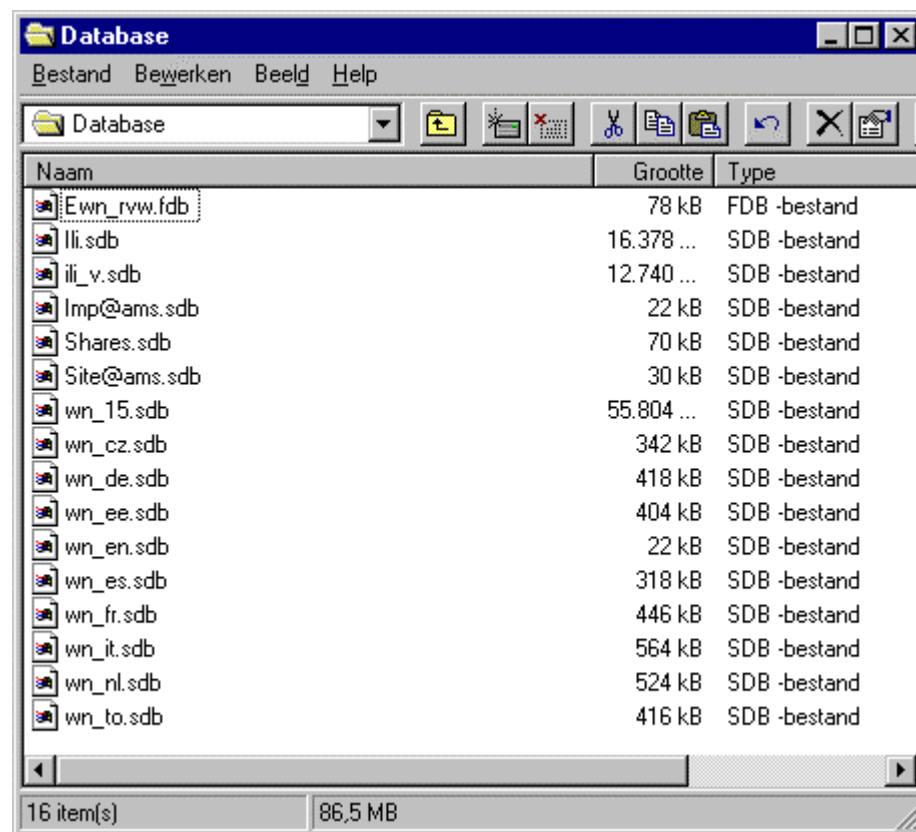 Database
Bestand Bewerken Beeld Help
Database
Naam Grootte Type
Ewn_rvw.fdb 78 kB FDB -bestand
Ili.sdb 16.378 ... SDB -bestand
ili_v.sdb 12.740 ... SDB -bestand
Imp@ams.sdb 22 kB SDB -bestand
Shares.sdb 70 kB SDB -bestand
Site@ams.sdb 30 kB SDB -bestand
wn_15.sdb 55.804 ... SDB -bestand
wn_cz.sdb 342 kB SDB -bestand
wn_de.sdb 418 kB SDB -bestand
wn_ee.sdb 404 kB SDB -bestand
wn_en.sdb 22 kB SDB -bestand
wn_es.sdb 318 kB SDB -bestand
wn_fr.sdb 446 kB SDB -bestand
wn_it.sdb 564 kB SDB -bestand
wn_nl.sdb 524 kB SDB -bestand
wn_to.sdb 416 kB SDB -bestand
16 item(s) 86,5 MB